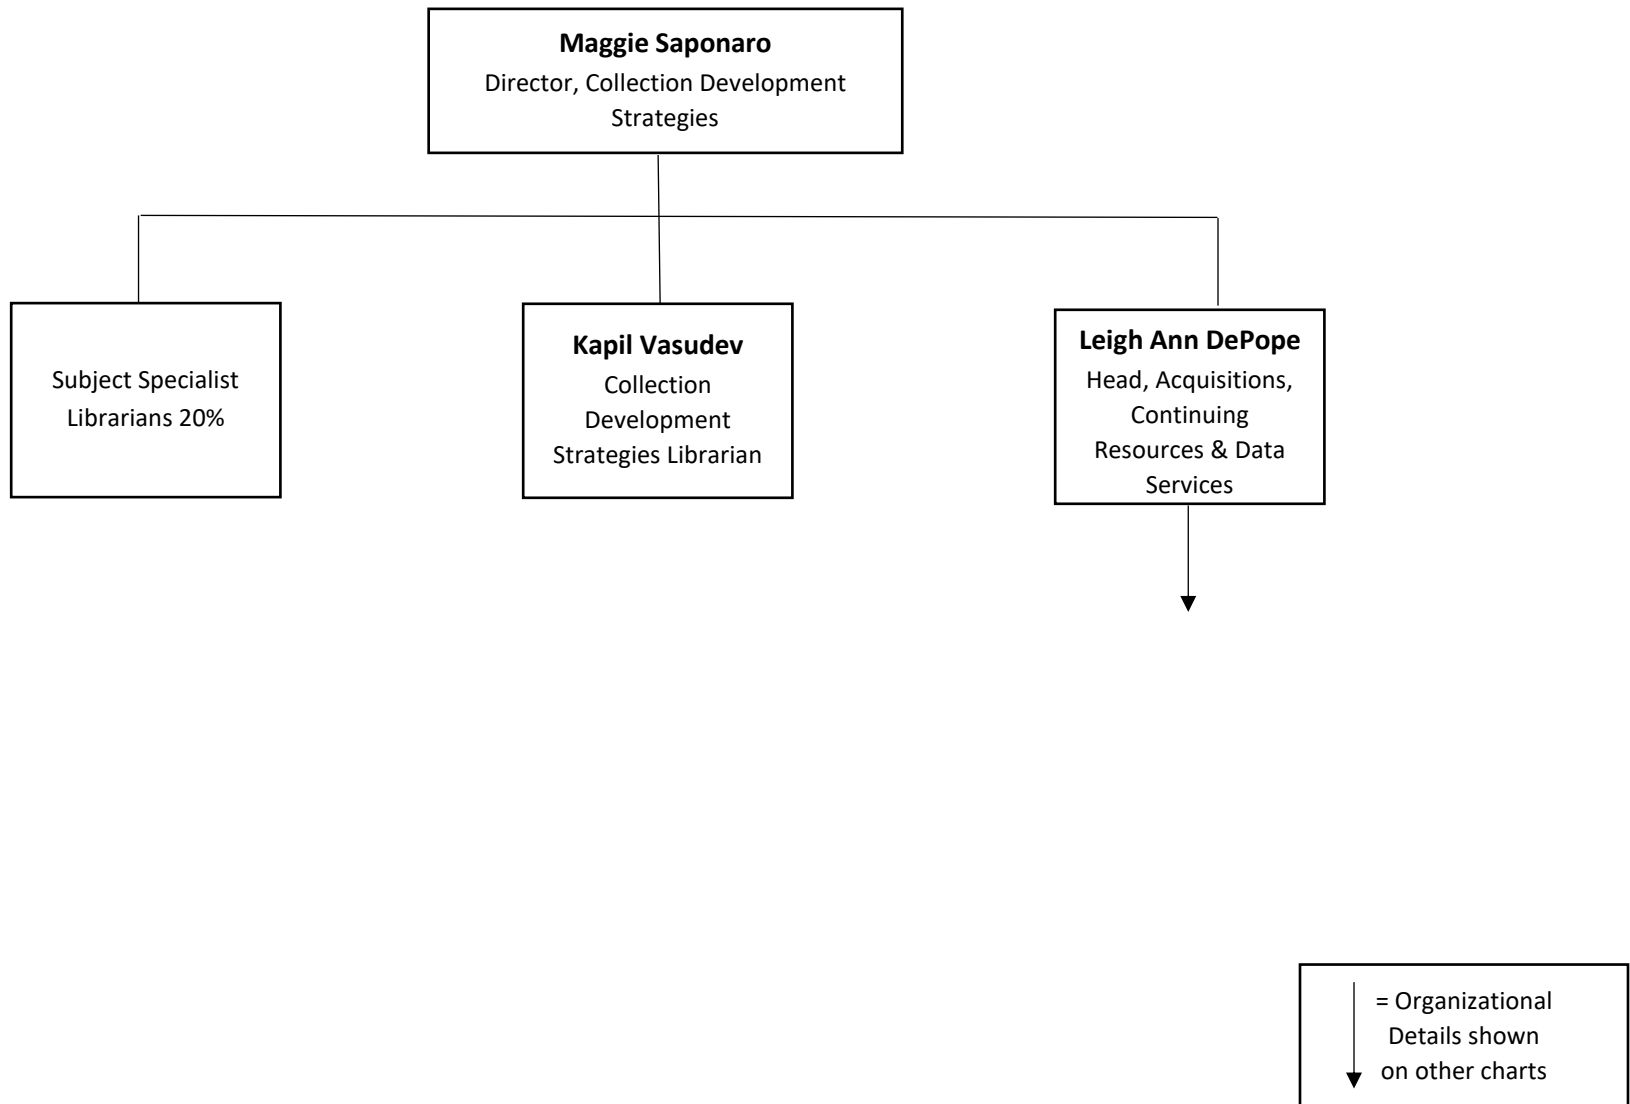 Maggie Saponaro
Director, Collection Development
Strategies
Subject Specialist
Librarians 20%
Kapil Vasudev
Collection
Development
Strategies Librarian
Leigh Ann DePope
Head, Acquisitions,
Continuing
Resources & Data
Services
= Organizational
Details shown
on other charts